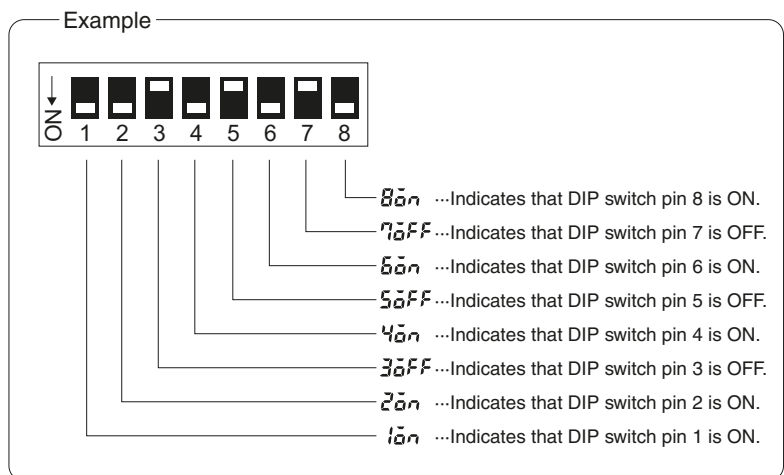 Example
ON
1 2 3 4 5 6 7 8
8ōn ···Indicates that DIP switch pin 8 is ON.
7ōFF ···Indicates that DIP switch pin 7 is OFF.
6ōn ···Indicates that DIP switch pin 6 is ON.
5ōFF ···Indicates that DIP switch pin 5 is OFF.
4ōn ···Indicates that DIP switch pin 4 is ON.
3ōFF ···Indicates that DIP switch pin 3 is OFF.
2ōn ···Indicates that DIP switch pin 2 is ON.
1ōn ···Indicates that DIP switch pin 1 is ON.